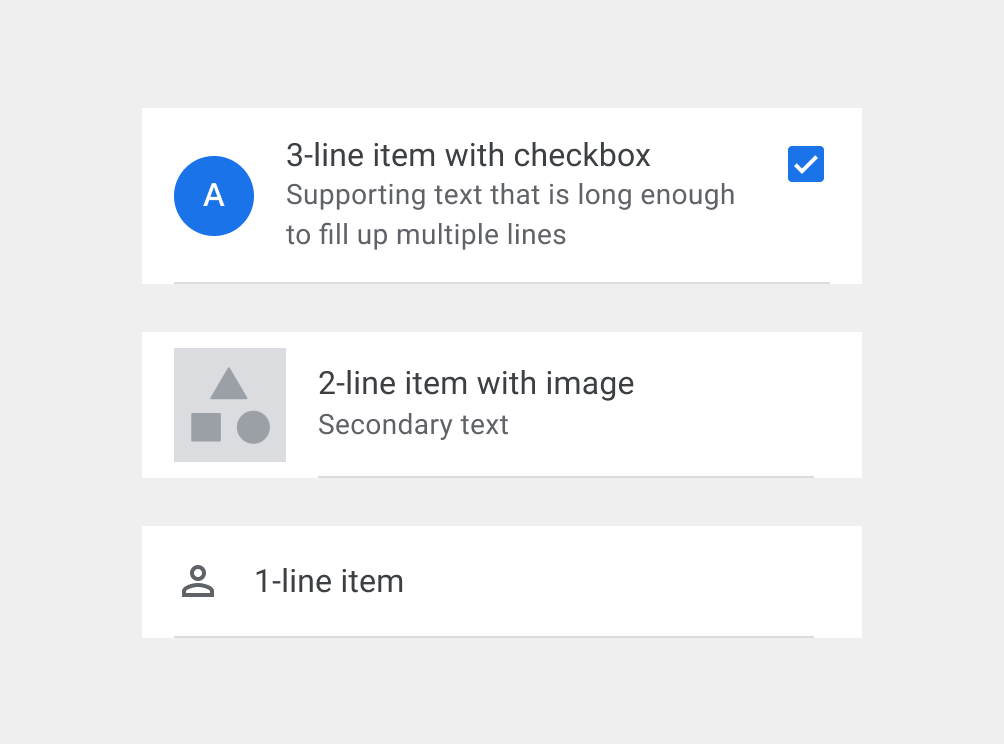 A
3-line item with checkbox
Supporting text that is long enough
to fill up multiple lines
2-line item with image
Secondary text
1-line item